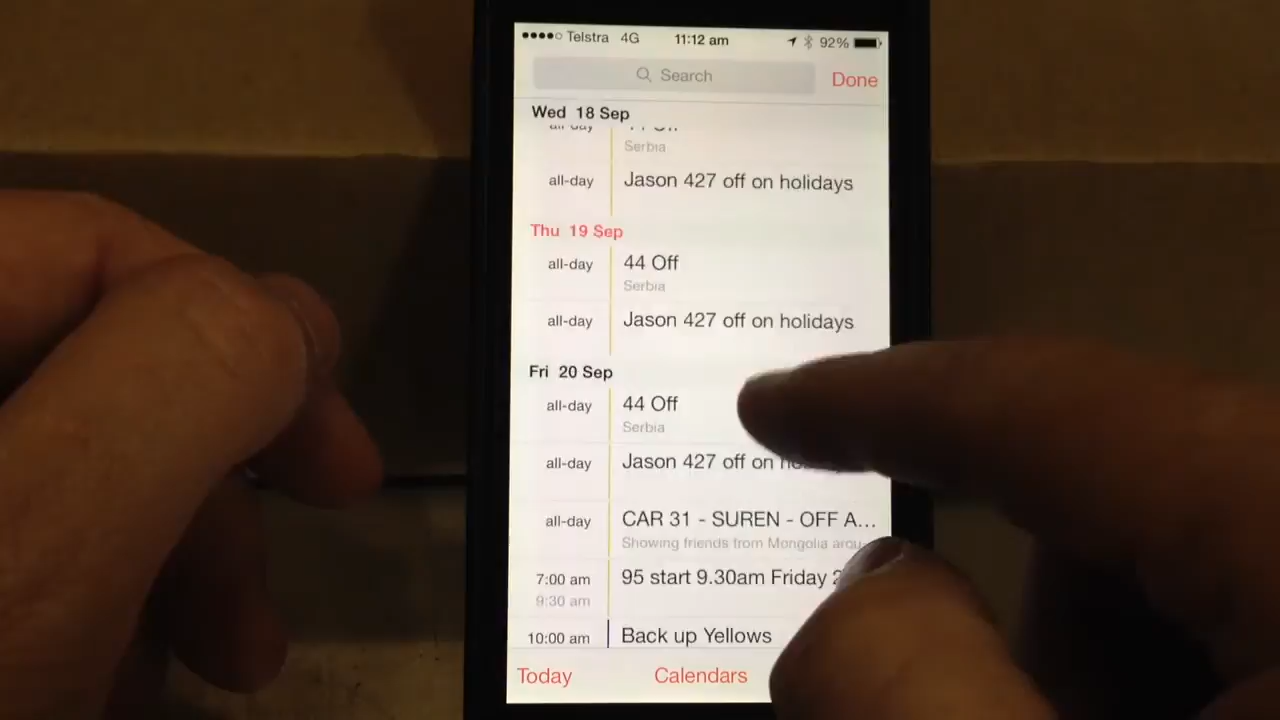 Telstra 4G 11:12 am 92%
Search Done
Wed 18 Sep
all-day
Serbia
all-day Jason 427 off on holidays
Thu 19 Sep
all-day 44 Off
Serbia
all-day Jason 427 off on holidays
Fri 20 Sep
all-day 44 Off
Serbia
all-day Jason 427 off on
all-day CAR 31 - SUREN - OFF A...
Showing friends from Mongolia arou...
7:00 am 95 start 9.30am Friday
9:30 am
10:00 am Back up Yellows
Today Calendars